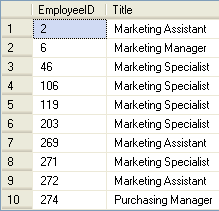 EmployeeID Title
1 2 Marketing Assistant
2 6 Marketing Manager
3 46 Marketing Specialist
4 106 Marketing Specialist
5 119 Marketing Specialist
6 203 Marketing Specialist
7 269 Marketing Assistant
8 271 Marketing Specialist
9 272 Marketing Assistant
10 274 Purchasing Manager